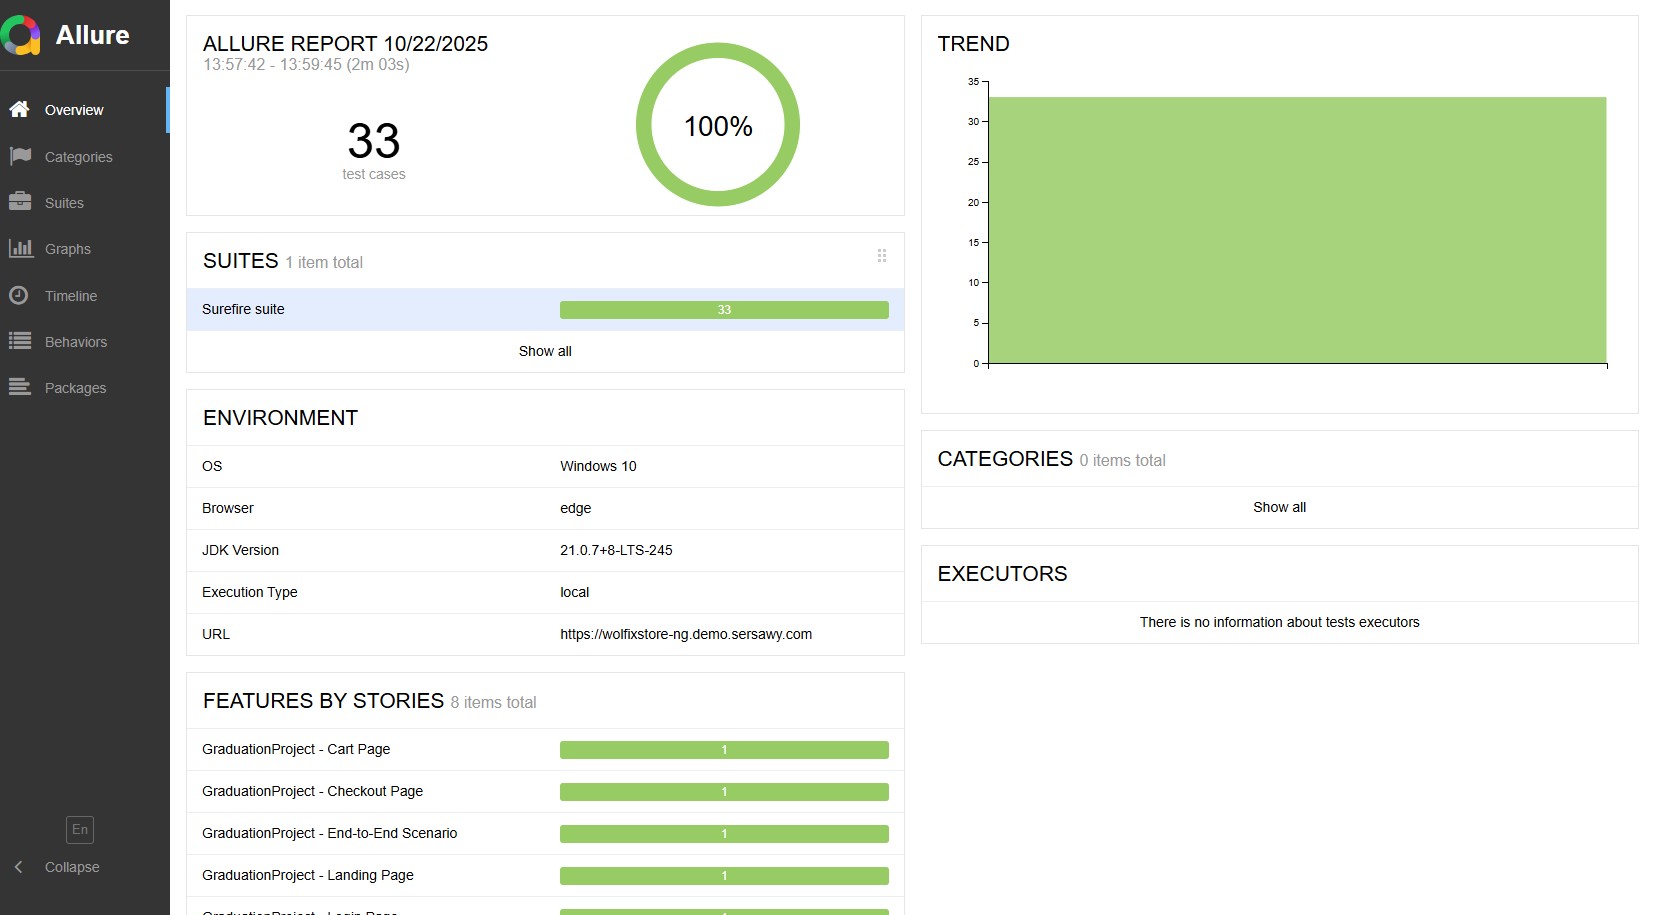 Allure
Overview
Categories
Suites
Graphs
Timeline
Behaviors
Packages
En
Collapse
ALLURE REPORT 10/22/2025
13:57:42 - 13:59:45 (2m 03s)
33
test cases
100%
SUITES 1 item total
Surefire suite 33
Show all
ENVIRONMENT
OS Windows 10
Browser edge
JDK Version 21.0.7+8-LTS-245
Execution Type local
URL https://wolfixstore-ng.demo.sersawy.com
FEATURES BY STORIES 8 items total
GraduationProject - Cart Page 1
GraduationProject - Checkout Page 1
GraduationProject - End-to-End Scenario 1
GraduationProject - Landing Page 1
GraduationProject - Login Page
TREND
35
30
25
20
15
10
5
0
CATEGORIES 0 items total
Show all
EXECUTORS
There is no information about tests executors